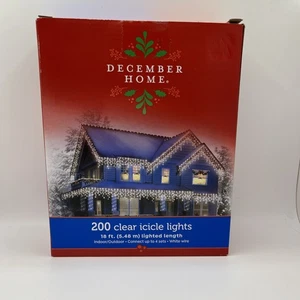 DECEMBER
HOME®
200 clear icicle lights
18 ft. (5.48 m) lighted length
Indoor/Outdoor • Connect up to 4 sets • White wire